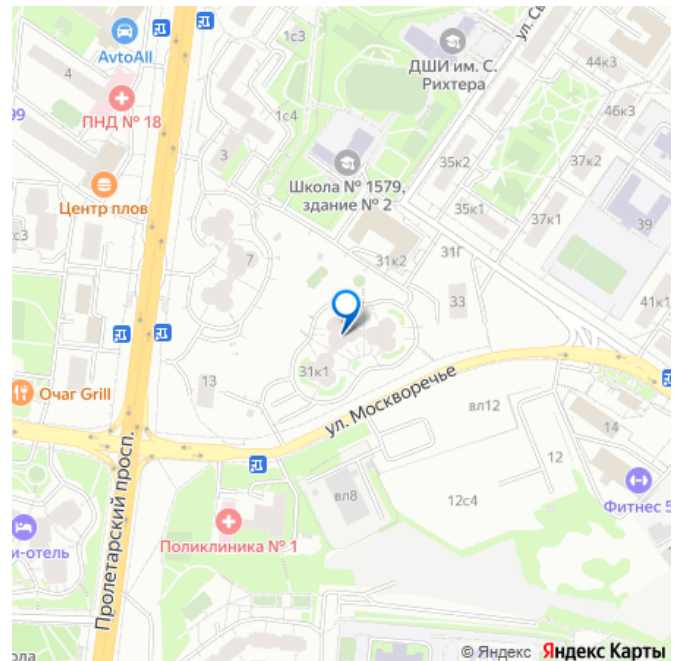 1с3
ул. Сы
AvtoAll
ДШИ им. С.
Рихтера
44к3
4
99
ПНД № 18
1с4
46к3
3
35к2
37к2
Школа № 1579,
здание № 2
Центр плов
35к1
37к1
39
с3
7
31к2
31Г
33
41к1
13
31к1
Очаг Grill
ул. Москворечье
вл12
14
12
вл8
12с4
Фитнес 5
и-отель
Поликлиника № 1
Пролетарский просп.
ола
© Яндекс Яндекс Карты